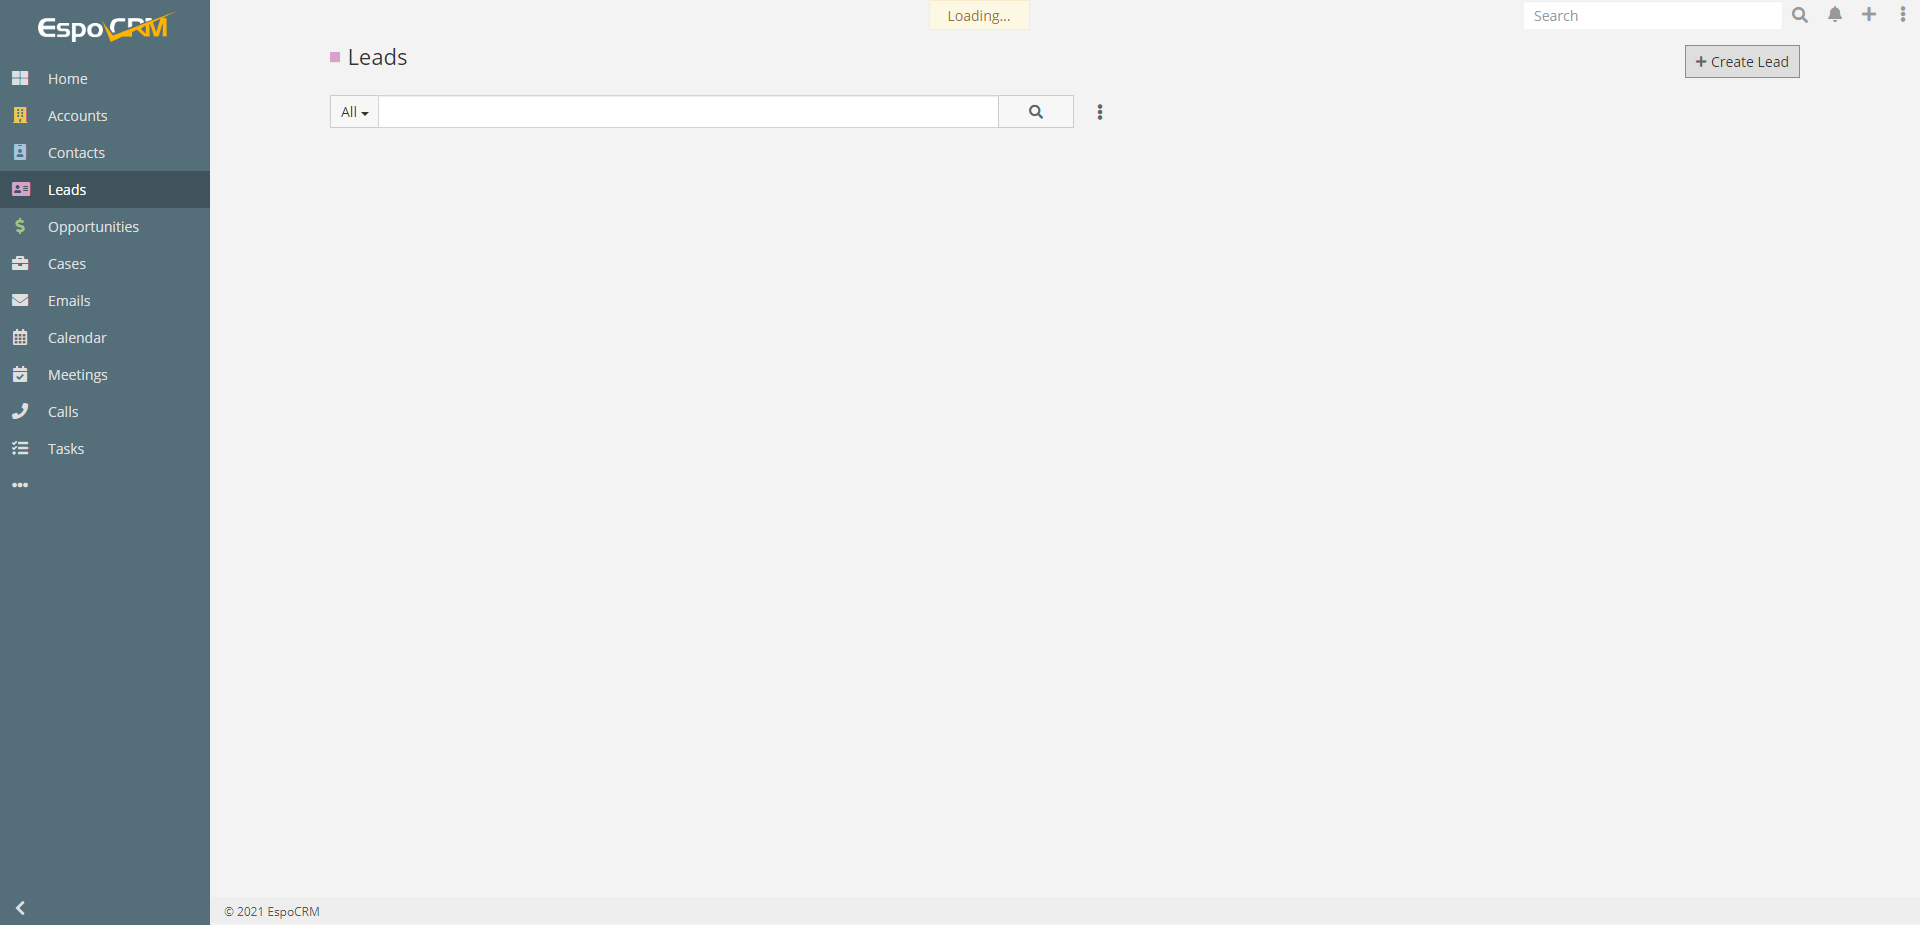 EspoCRM
Loading...
Search
Home
Accounts
Contacts
Leads
Opportunities
Cases
Emails
Calendar
Meetings
Calls
Tasks
Leads
Create Lead
All
© 2021 EspoCRM